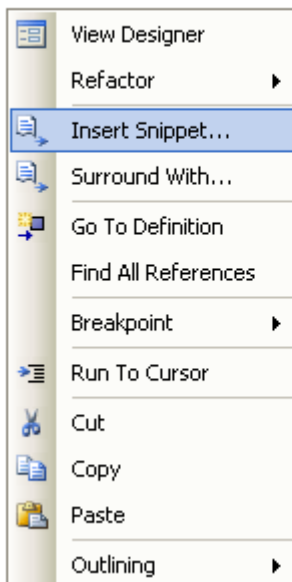 View Designer
Refactor
Insert Snippet...
Surround With...
Go To Definition
Find All References
Breakpoint
Run To Cursor
Cut
Copy
Paste
Outlining